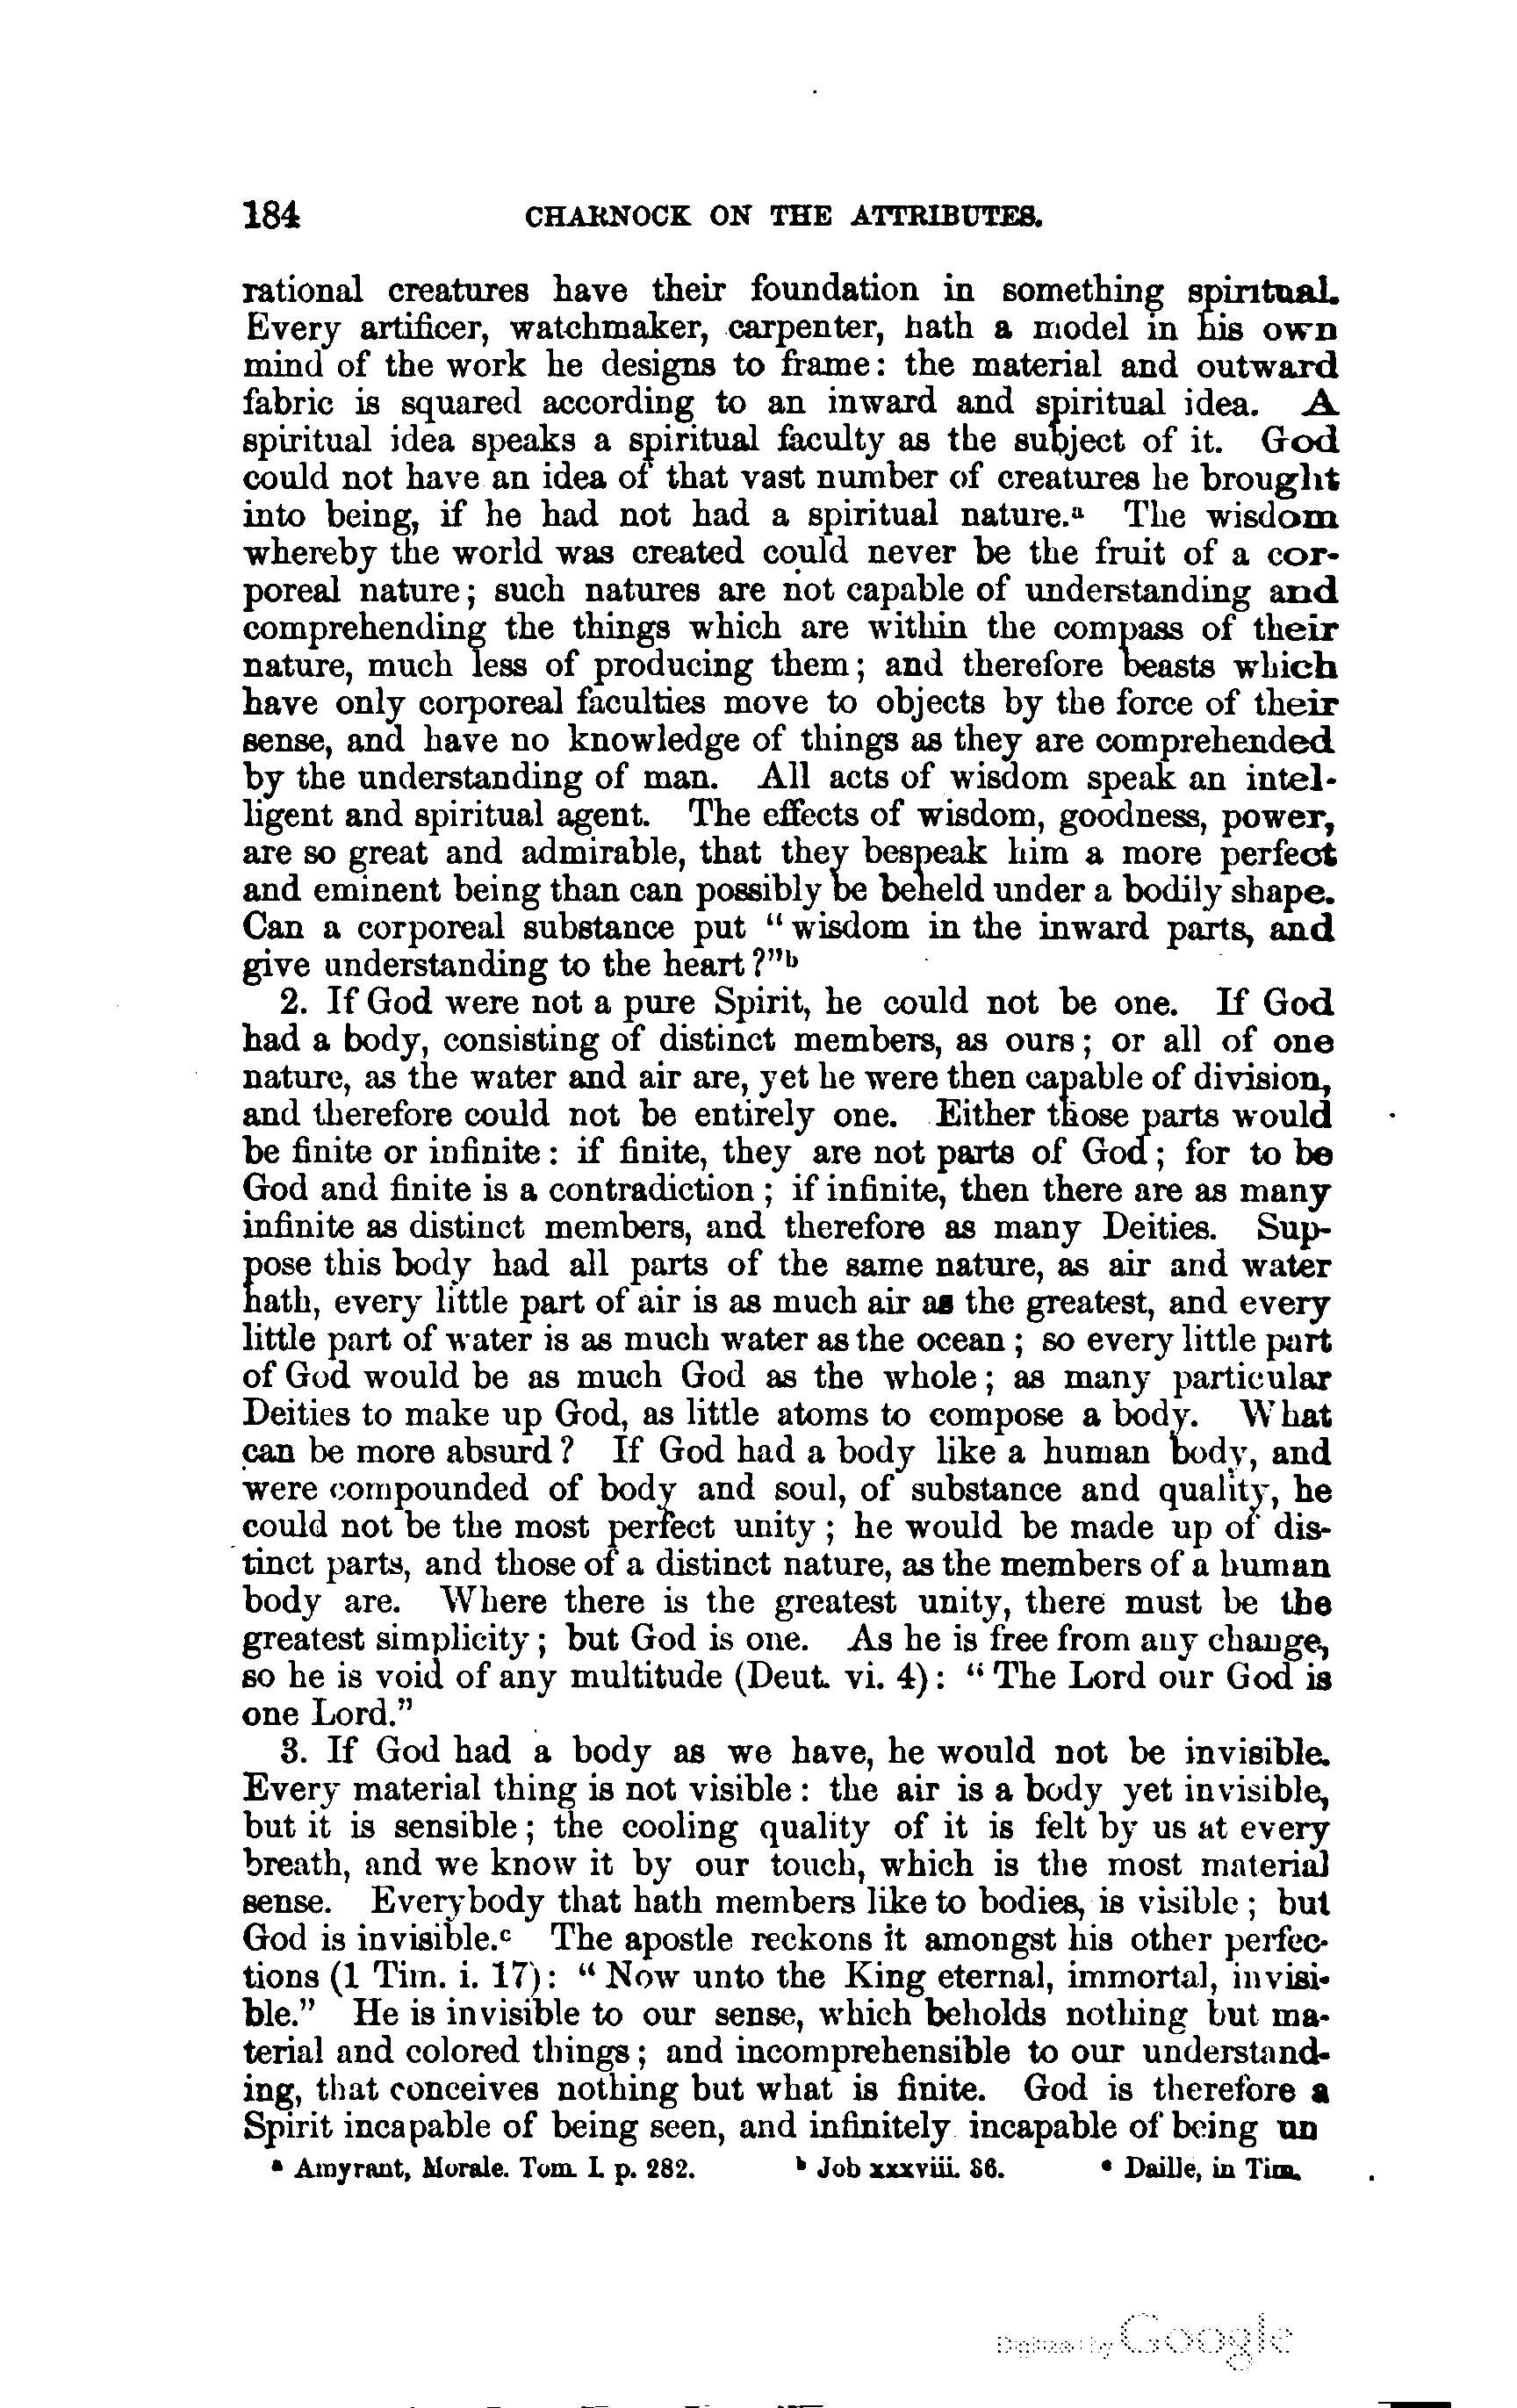 184 CHARNOCK ON THE ATTRIBUTES.
rational creatures have their foundation in something spiritual.
Every artificer, watchmaker, carpenter, hath a model in his own
mind of the work he designs to frame: the material and outward
fabric is squared according to an inward and spiritual idea. A
spiritual idea speaks a spiritual faculty as the subject of it. God
could not have an idea of that vast number of creatures he brought
into being, if he had not had a spiritual nature.ᵃ The wisdom
whereby the world was created could never be the fruit of a cor-
poreal nature; such natures are not capable of understanding and
comprehending the things which are within the compass of their
nature, much less of producing them; and therefore beasts which
have only corporeal faculties move to objects by the force of their
sense, and have no knowledge of things as they are comprehended
by the understanding of man. All acts of wisdom speak an intel-
ligent and spiritual agent. The effects of wisdom, goodness, power,
are so great and admirable, that they bespeak him a more perfect
and eminent being than can possibly be beheld under a bodily shape.
Can a corporeal substance put "wisdom in the inward parts, and
give understanding to the heart?"ᵇ
2. If God were not a pure Spirit, he could not be one. If God
had a body, consisting of distinct members, as ours; or all of one
nature, as the water and air are, yet he were then capable of division,
and therefore could not be entirely one. Either those parts would
be finite or infinite: if finite, they are not parts of God; for to be
God and finite is a contradiction; if infinite, then there are as many
infinite as distinct members, and therefore as many Deities. Sup-
pose this body had all parts of the same nature, as air and water
hath, every little part of air is as much air as the greatest, and every
little part of water is as much water as the ocean; so every little part
of God would be as much God as the whole; as many particular
Deities to make up God, as little atoms to compose a body. What
can be more absurd? If God had a body like a human body, and
were compounded of body and soul, of substance and quality, he
could not be the most perfect unity; he would be made up of dis-
tinct parts, and those of a distinct nature, as the members of a human
body are. Where there is the greatest unity, there must be the
greatest simplicity; but God is one. As he is free from any change,
so he is void of any multitude (Deut. vi. 4): "The Lord our God is
one Lord."
3. If God had a body as we have, he would not be invisible.
Every material thing is not visible: the air is a body yet invisible,
but it is sensible; the cooling quality of it is felt by us at every
breath, and we know it by our touch, which is the most material
sense. Everybody that hath members like to bodies, is visible; but
God is invisible.ᶜ The apostle reckons it amongst his other perfec-
tions (1 Tim. i. 17): "Now unto the King eternal, immortal, invisi-
ble." He is invisible to our sense, which beholds nothing but ma-
terial and colored things; and incomprehensible to our understand-
ing, that conceives nothing but what is finite. God is therefore a
Spirit incapable of being seen, and infinitely incapable of being un
ᵃ Amyrant, Morale. Tom. I. p. 282. ᵇ Job xxxviii. 36. ᶜ Daille, in Tim.
Digitized by Google